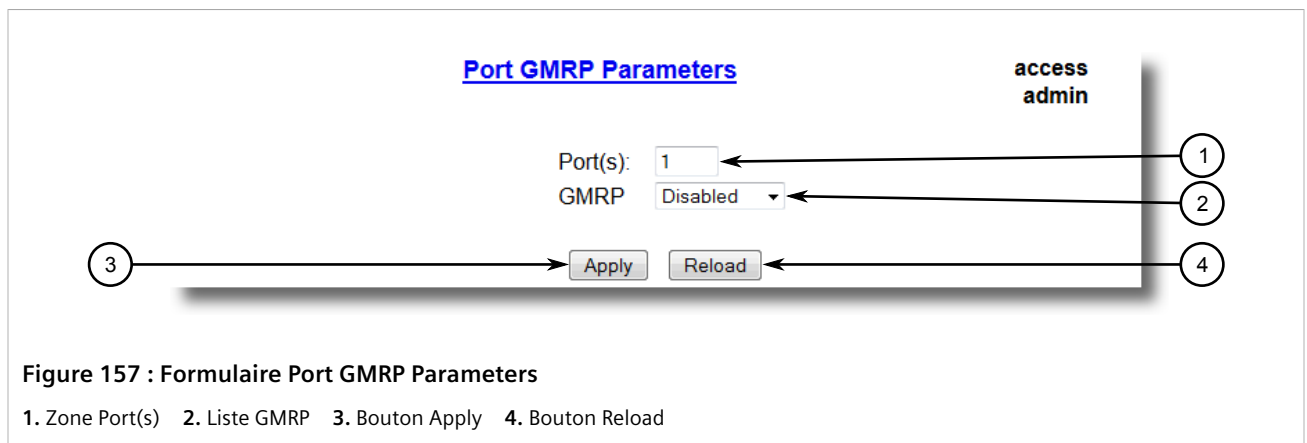 Port GMRP Parameters
access
admin
Port(s): 1
1
GMRP Disabled
2
3
Apply Reload
4
Figure 157 : Formulaire Port GMRP Parameters
1. Zone Port(s) 2. Liste GMRP 3. Bouton Apply 4. Bouton Reload